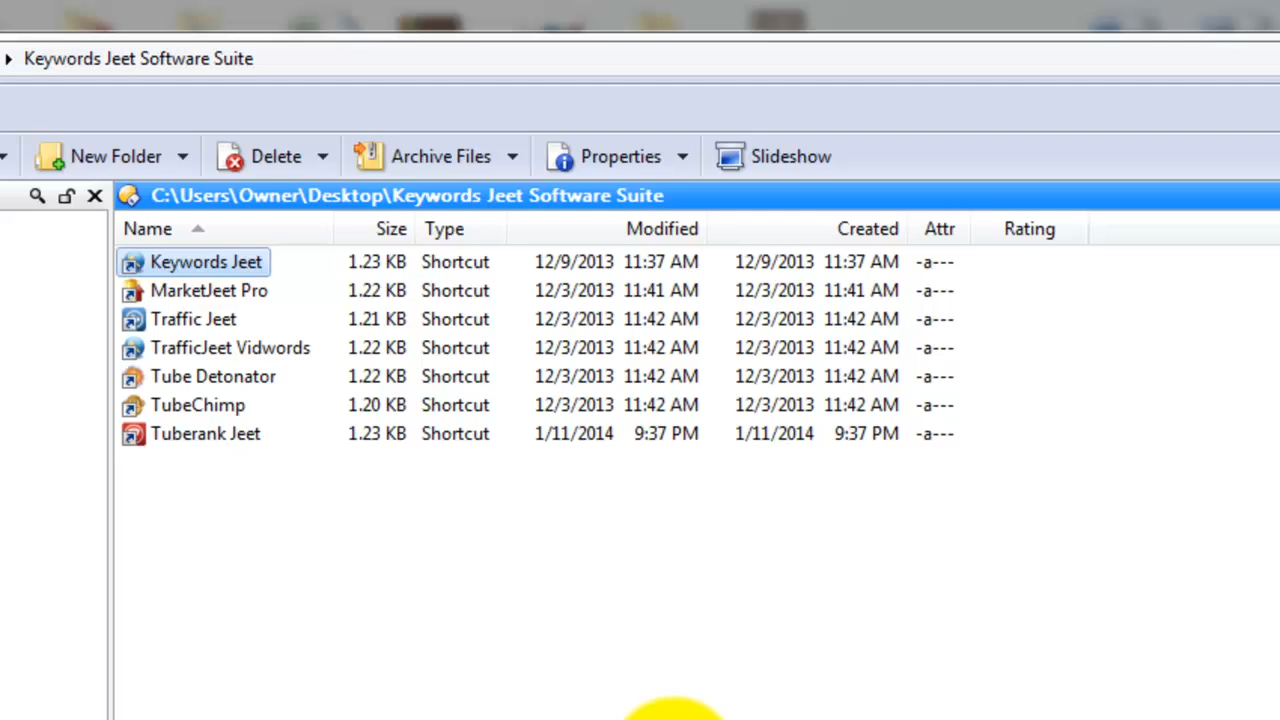 Keywords Jeet Software Suite
New Folder Delete Archive Files Properties Slideshow
C:\Users\Owner\Desktop\Keywords Jeet Software Suite
Name Size Type Modified Created Attr Rating
Keywords Jeet 1.23 KB Shortcut 12/9/2013 11:37 AM 12/9/2013 11:37 AM -a---
MarketJeet Pro 1.22 KB Shortcut 12/3/2013 11:41 AM 12/3/2013 11:41 AM -a---
Traffic Jeet 1.21 KB Shortcut 12/3/2013 11:42 AM 12/3/2013 11:42 AM -a---
TrafficJeet Vidwords 1.22 KB Shortcut 12/3/2013 11:42 AM 12/3/2013 11:42 AM -a---
Tube Detonator 1.22 KB Shortcut 12/3/2013 11:42 AM 12/3/2013 11:42 AM -a---
TubeChimp 1.20 KB Shortcut 12/3/2013 11:42 AM 12/3/2013 11:42 AM -a---
Tuberank Jeet 1.23 KB Shortcut 1/11/2014 9:37 PM 1/11/2014 9:37 PM -a---